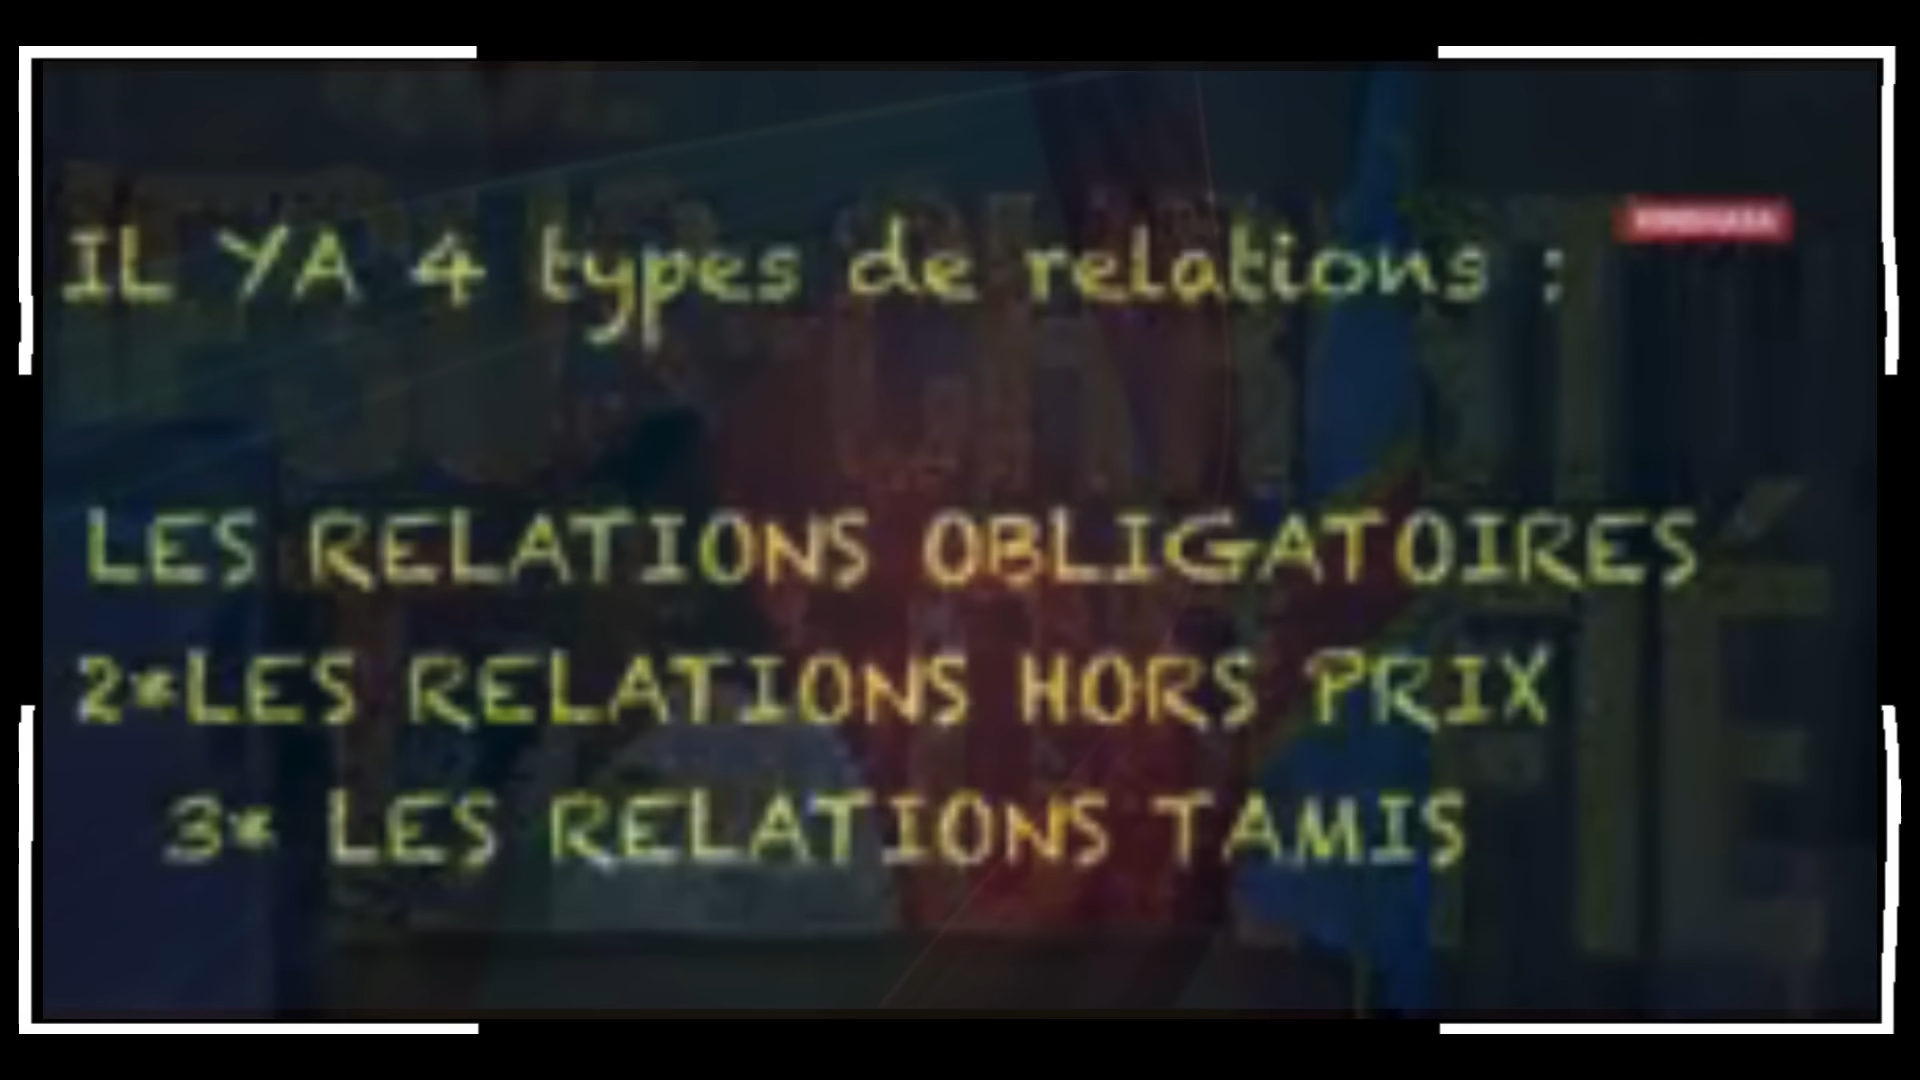 IL YA 4 types de relations :
LES RELATIONS OBLIGATOIRES
2*LES RELATIONS HORS PRIX
3* LES RELATIONS TAMIS